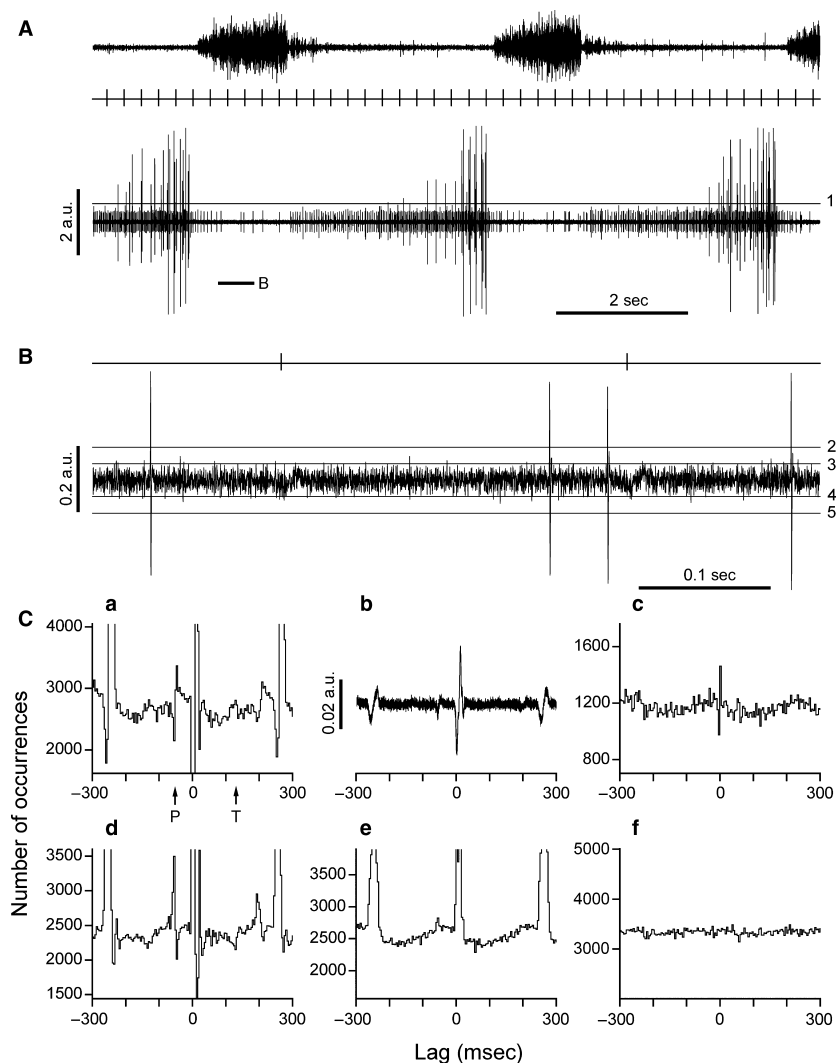 A
1
2 a.u.
B
2 sec
B
2
3
0.2 a.u.
4
5
0.1 sec
C
a
b
c
4000
3000
2000
0.02 a.u.
1600
1200
800
−300 0 300
−300 0 300
−300 0 300
P T
Number of occurrences
d
e
f
3500
3000
2500
2000
1500
3500
3000
2500
2000
5000
4000
3000
−300 0 300
−300 0 300
−300 0 300
Lag (msec)